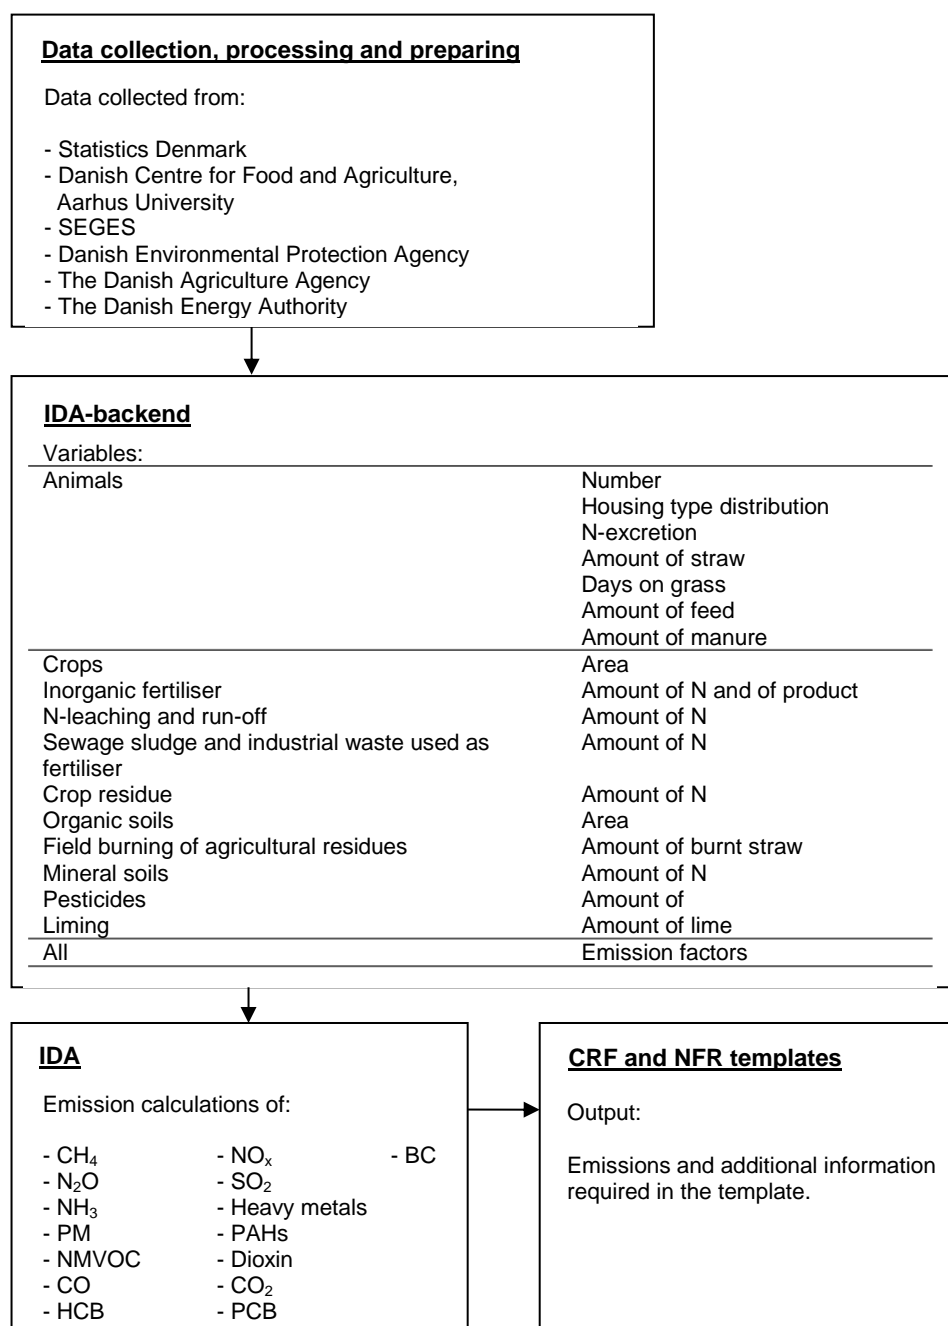 Data collection, processing and preparing
Data collected from:
- Statistics Denmark
- Danish Centre for Food and Agriculture,
Aarhus University
- SEGES
- Danish Environmental Protection Agency
- The Danish Agriculture Agency
- The Danish Energy Authority
IDA-backend
Variables:
Animals Number
Housing type distribution
N-excretion
Amount of straw
Days on grass
Amount of feed
Amount of manure
Crops Area
Inorganic fertiliser Amount of N and of product
N-leaching and run-off Amount of N
Sewage sludge and industrial waste used as Amount of N
fertiliser
Crop residue Amount of N
Organic soils Area
Field burning of agricultural residues Amount of burnt straw
Mineral soils Amount of N
Pesticides Amount of
Liming Amount of lime
All Emission factors
IDA
Emission calculations of:
- CH₄ - NOₓ - BC
- N₂O - SO₂
- NH₃ - Heavy metals
- PM - PAHs
- NMVOC - Dioxin
- CO - CO₂
- HCB - PCB
CRF and NFR templates
Output:
Emissions and additional information
required in the template.